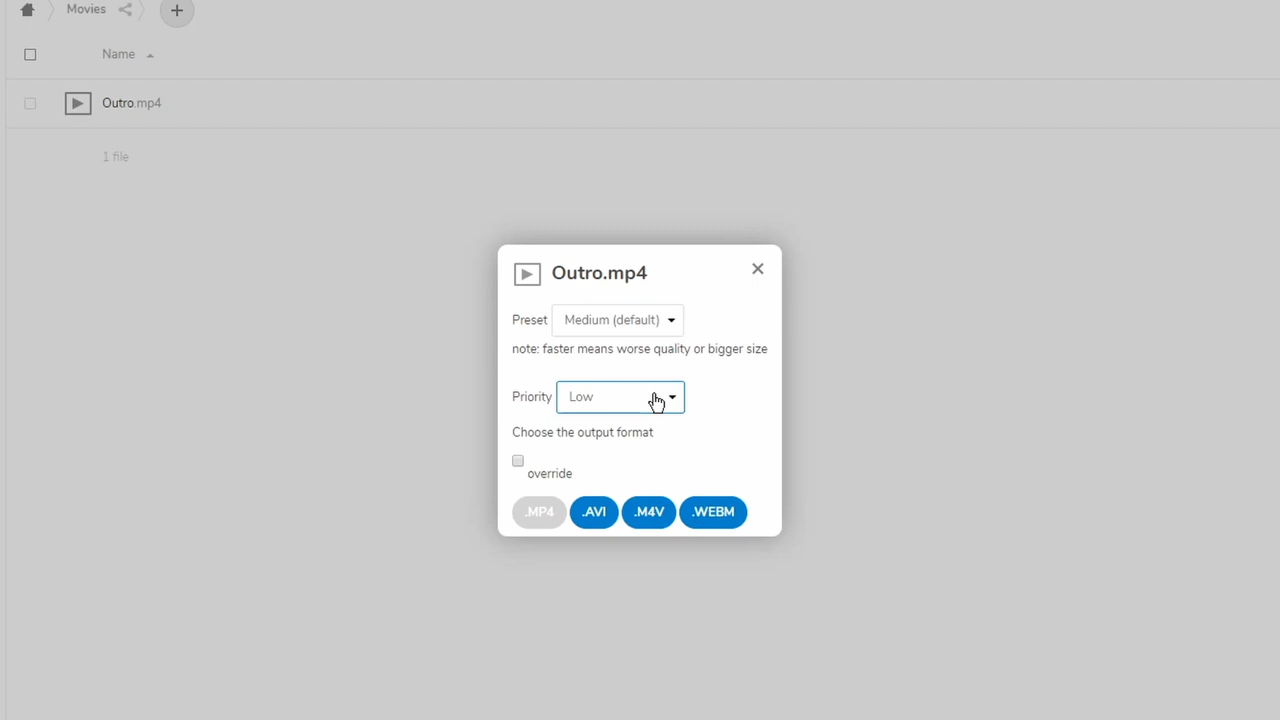 Movies
Name
Outro.mp4
1 file
Outro.mp4
Preset Medium (default)
note: faster means worse quality or bigger size
Priority Low
Choose the output format
override
.MP4 .AVI .M4V .WEBM